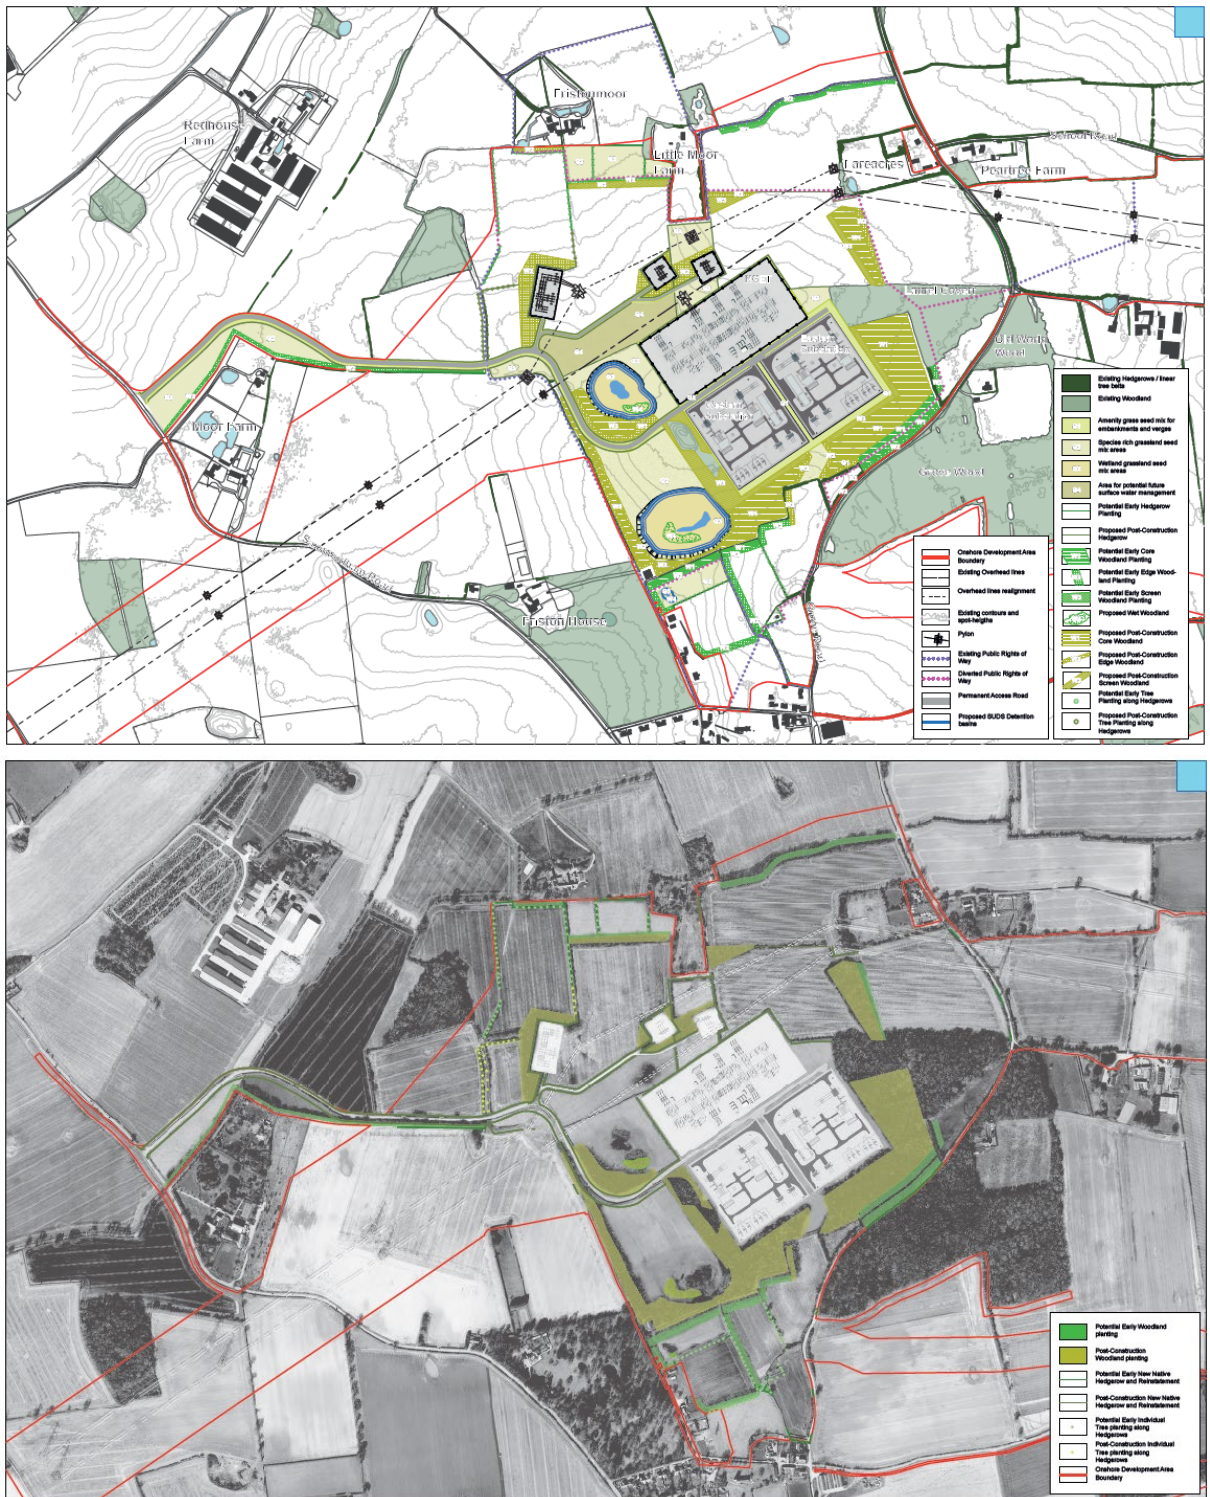 Fristonmoor
Redhouse
Farm
Little Moor
Farm
Fareacres
School Road
Peartree Farm
Laurel Covert
Moor Farm
Grove Wood
Friston House
Existing Hedgerows / linear
tree belts
Existing Woodland
Amenity grass seed mix for
embankments and verges
Species rich grassland seed
mix areas
Wetland grassland seed
mix areas
Area for potential future
surface water management
Potential Early Hedgerow
Planting
Proposed Post-Construction
Hedgerow
Potential Early Core
Woodland Planting
Potential Early Edge Wood-
land Planting
Potential Early Screen
Woodland Planting
Proposed Wet Woodland
Proposed Post-Construction
Core Woodland
Proposed Post-Construction
Edge Woodland
Proposed Post-Construction
Screen Woodland
Potential Early Tree
Planting along Hedgerows
Proposed Post-Construction
Tree Planting along
Hedgerows
Onshore Development Area
Boundary
Existing Overhead lines
Overhead lines realignment
Existing contours and
spot-heigths
Pylon
Existing Public Rights of
Way
Diverted Public Rights of
Way
Permanent Access Road
Proposed SUDS Detention
basins
Potential Early Woodland
planting
Post-Construction
Woodland planting
Potential Early New Native
Hedgerow and Reinstatement
Post-Construction New Native
Hedgerow and Reinstatement
Potential Early Individual
Tree planting along
Hedgerows
Post-Construction Individual
Tree planting along
Hedgerows
Onshore Development Area
Boundary